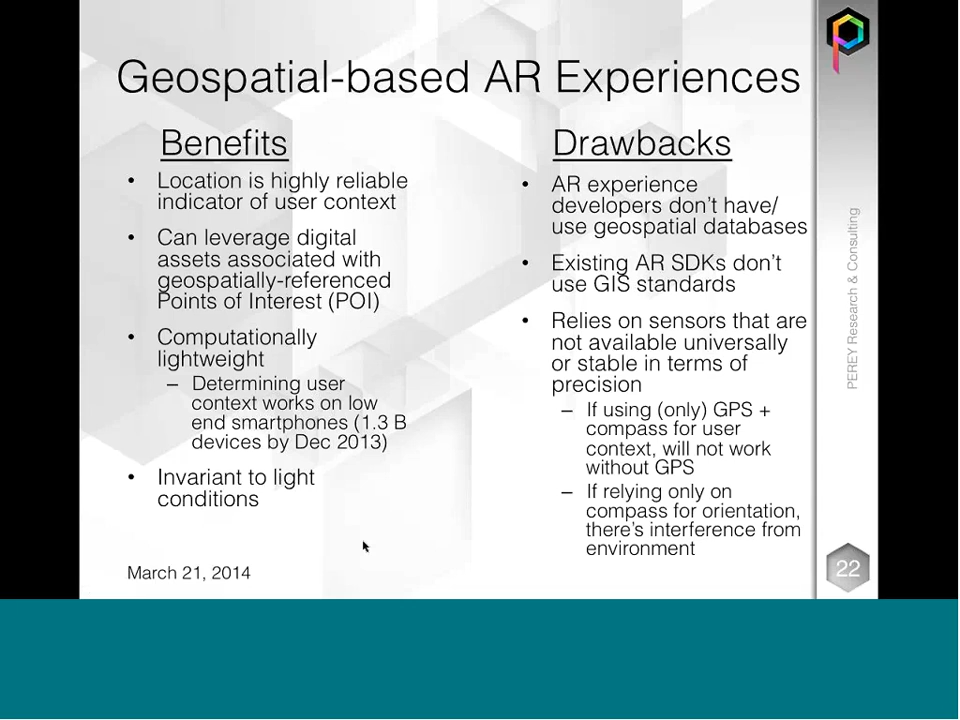 Geospatial-based AR Experiences
Benefits
• Location is highly reliable
indicator of user context
• Can leverage digital
assets associated with
geospatially-referenced
Points of Interest (POI)
• Computationally
lightweight
– Determining user
context works on low
end smartphones (1.3 B
devices by Dec 2013)
• Invariant to light
conditions
Drawbacks
• AR experience
developers don't have/
use geospatial databases
• Existing AR SDKs don't
use GIS standards
• Relies on sensors that are
not available universally
or stable in terms of
precision
– If using (only) GPS +
compass for user
context, will not work
without GPS
– If relying only on
compass for orientation,
there's interference from
environment
March 21, 2014
PEREY Research & Consulting
22